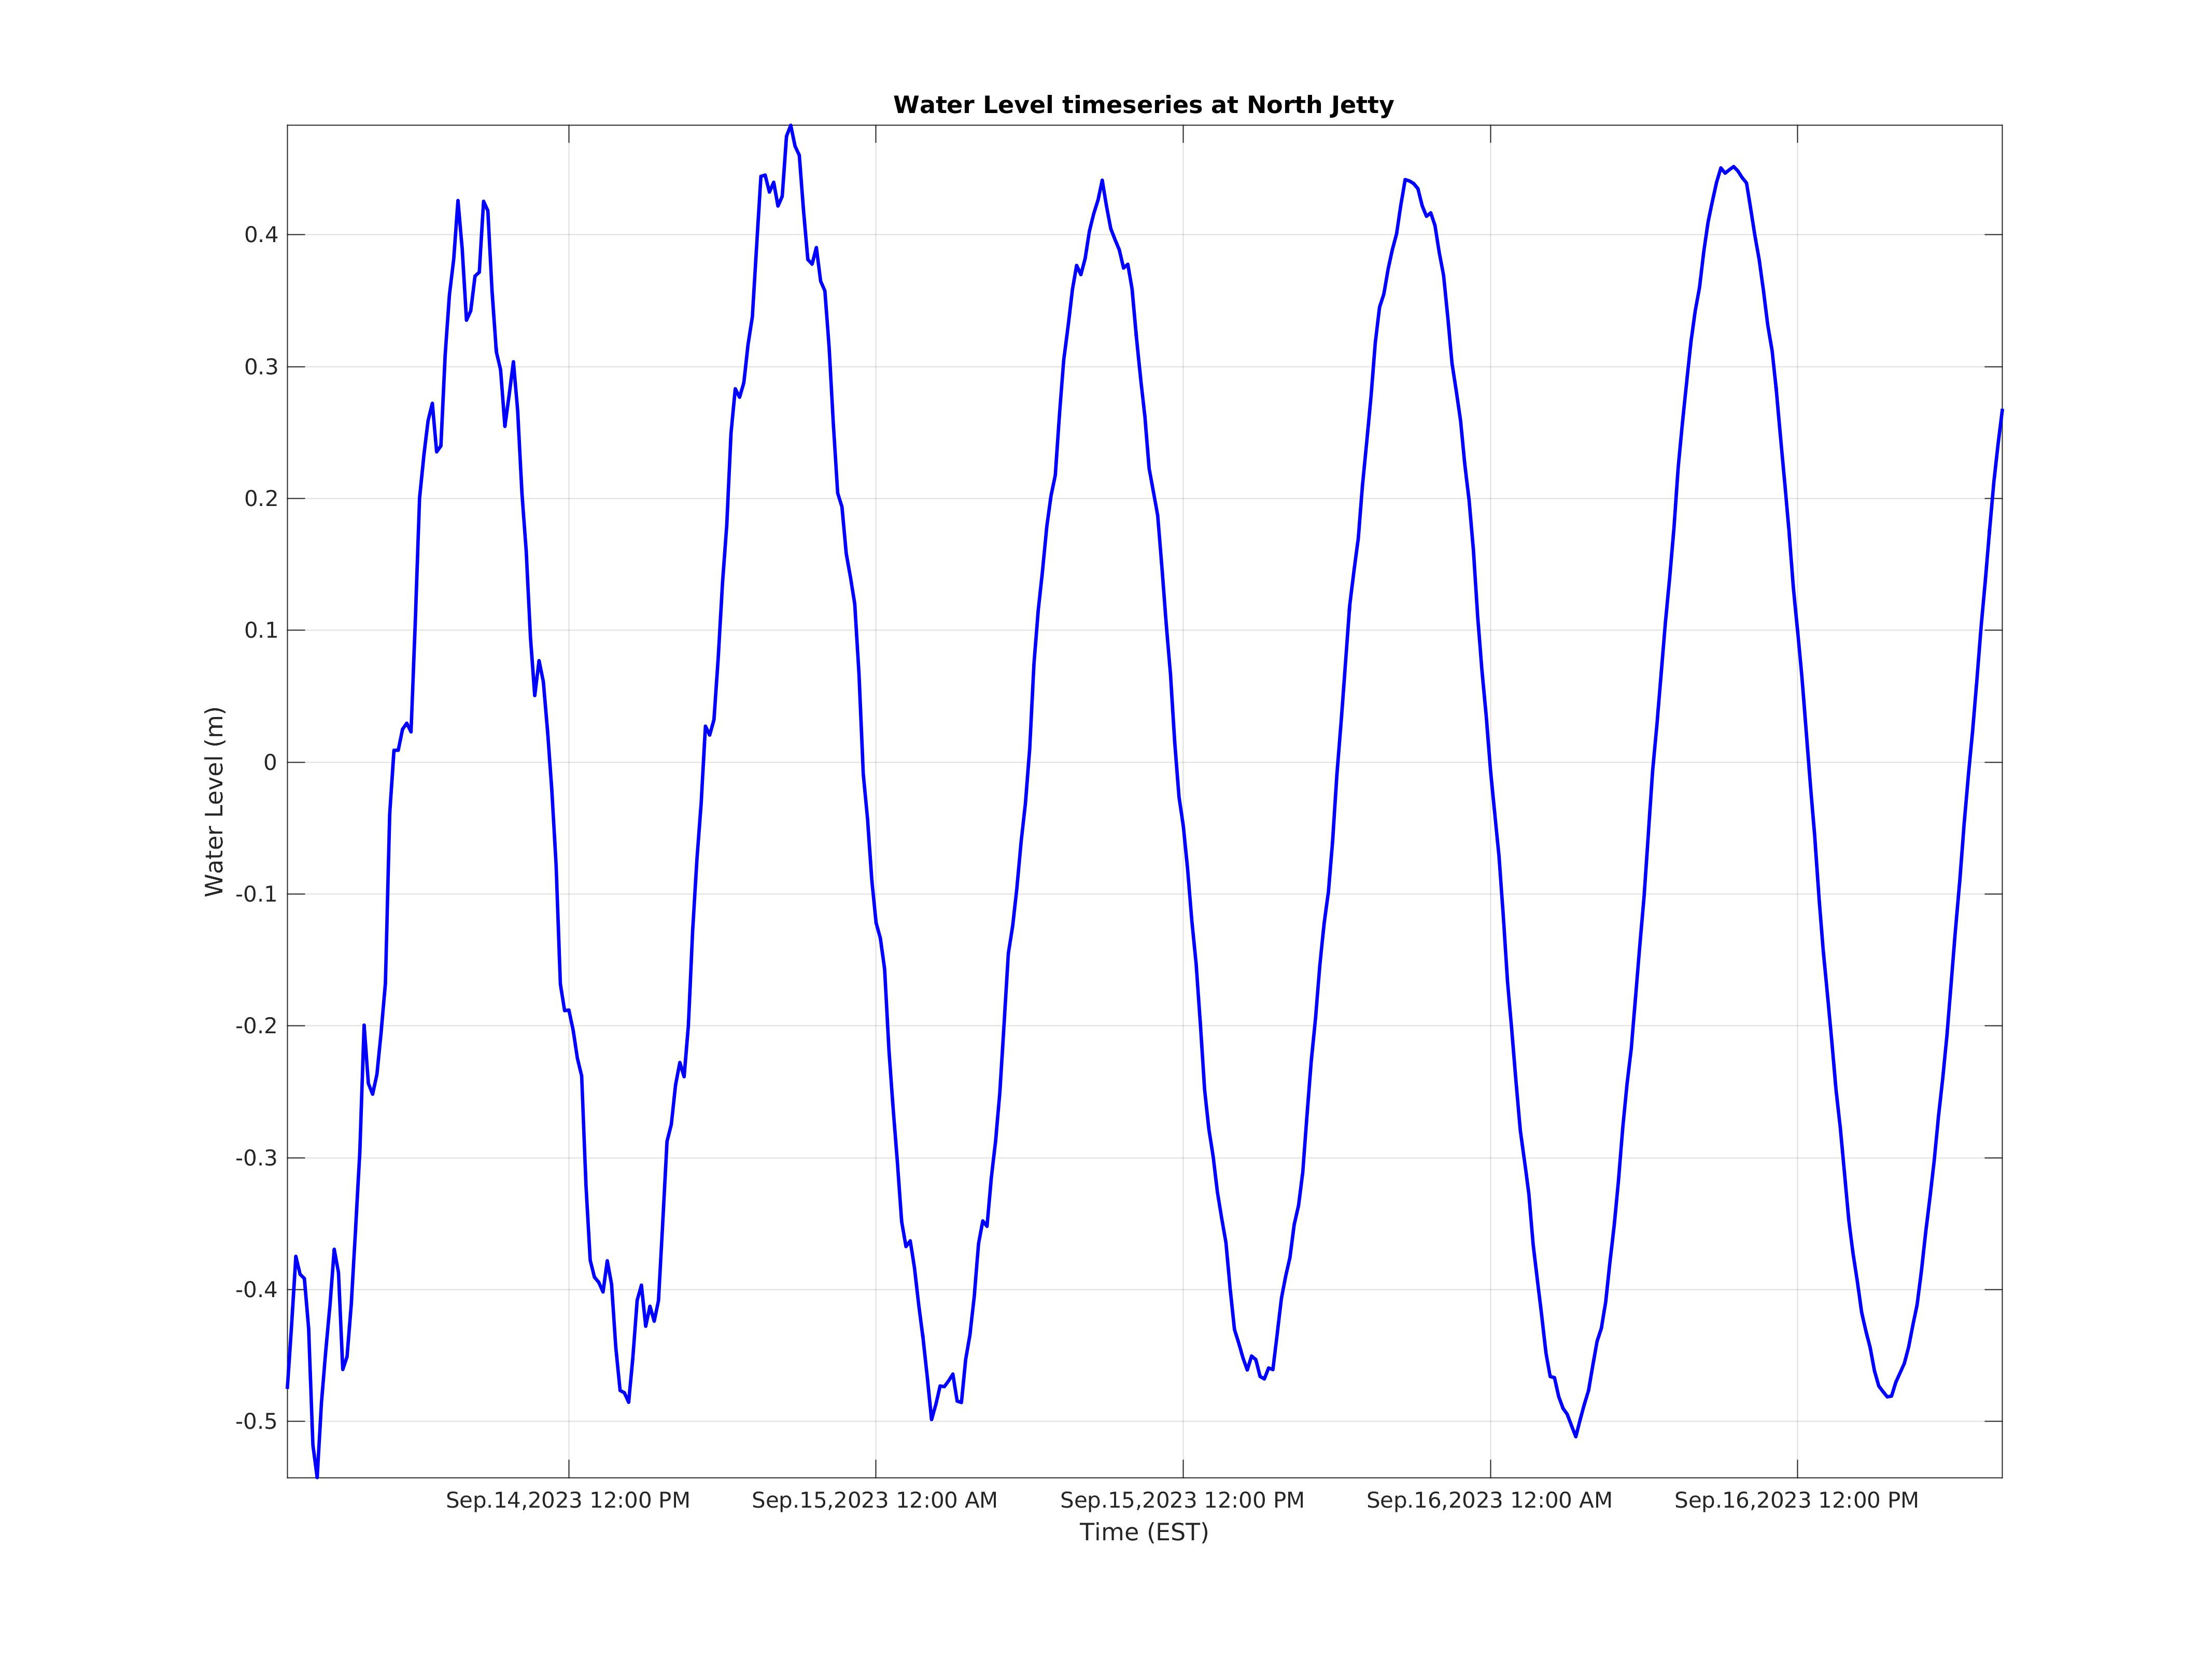 Water Level timeseries at North Jetty
0.4
0.3
0.2
0.1
0
-0.1
-0.2
-0.3
-0.4
-0.5
Water Level (m)
Sep.14,2023 12:00 PM
Sep.15,2023 12:00 AM
Sep.15,2023 12:00 PM
Sep.16,2023 12:00 AM
Sep.16,2023 12:00 PM
Time (EST)